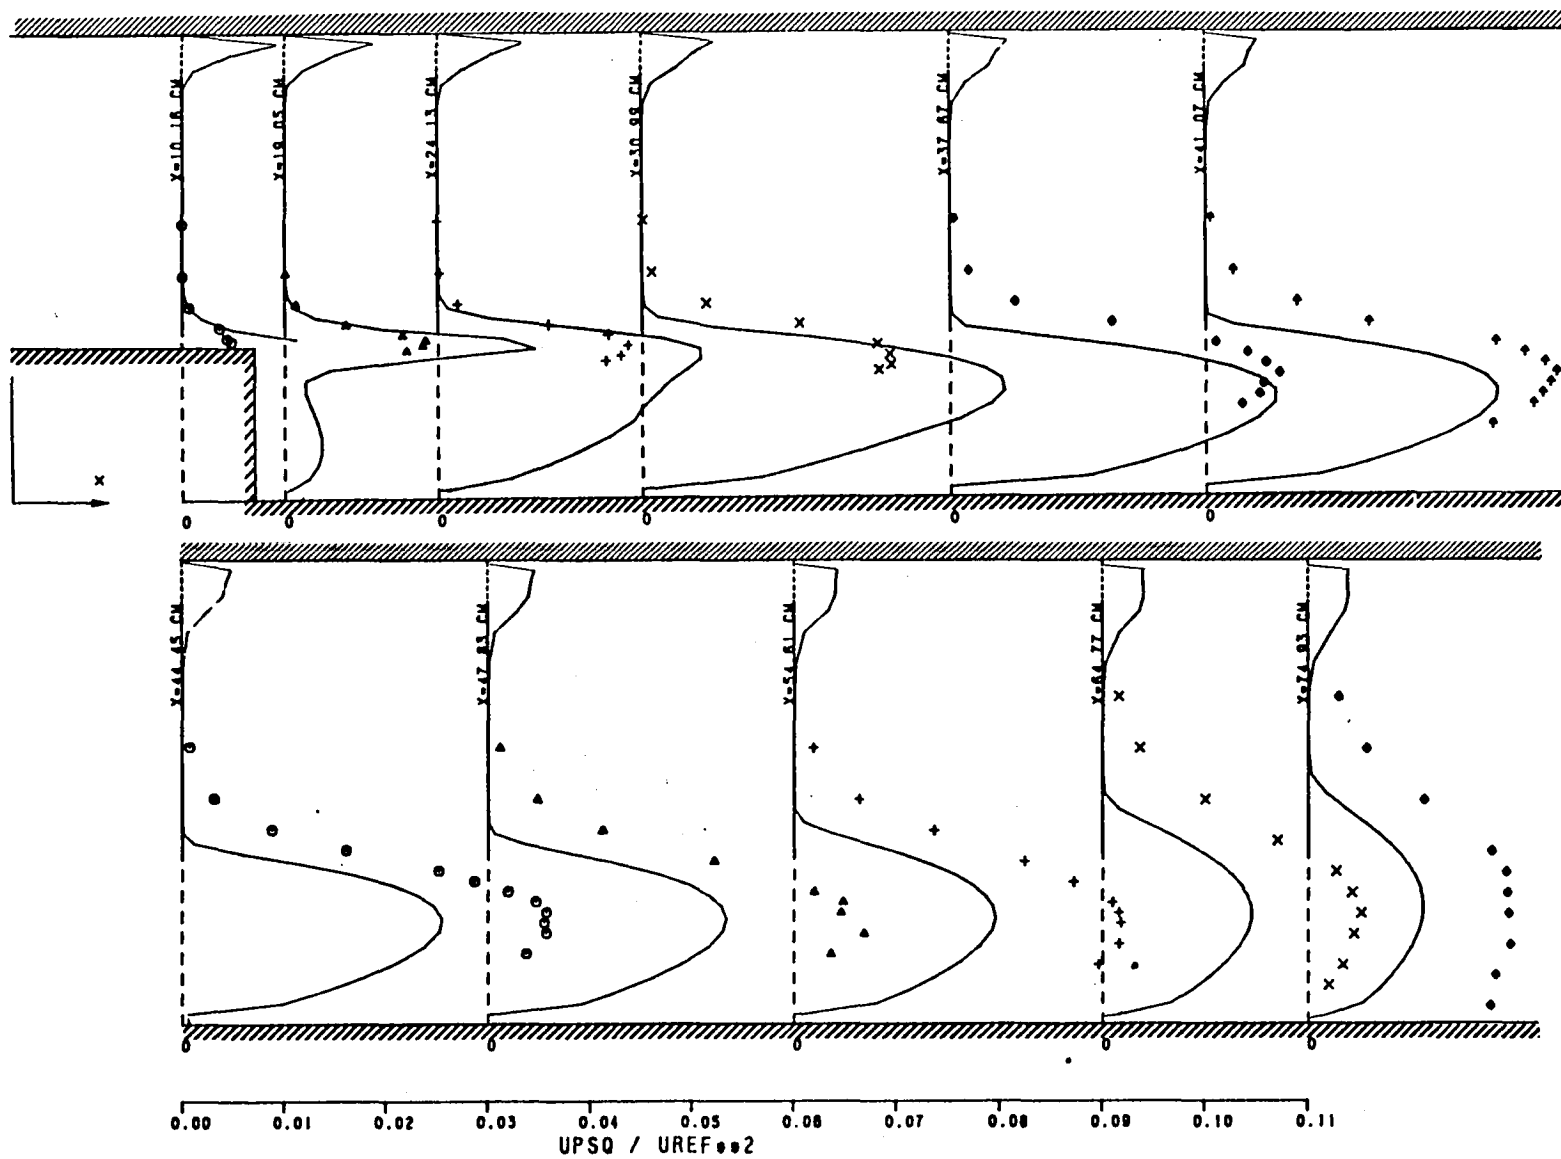 X=10.16 CM
X=19.05 CM
X=24.13 CM
X=30.99 CM
X=37.67 CM
X=41.07 CM
X
0 0 0 0 0 0
X=44.45 CM
X=47.83 CM
X=54.61 CM
X=64.77 CM
X=74.93 CM
0 0 0 0 0
0.00 0.01 0.02 0.03 0.04 0.05 0.06 0.07 0.08 0.09 0.10 0.11
UPSQ / UREF**2